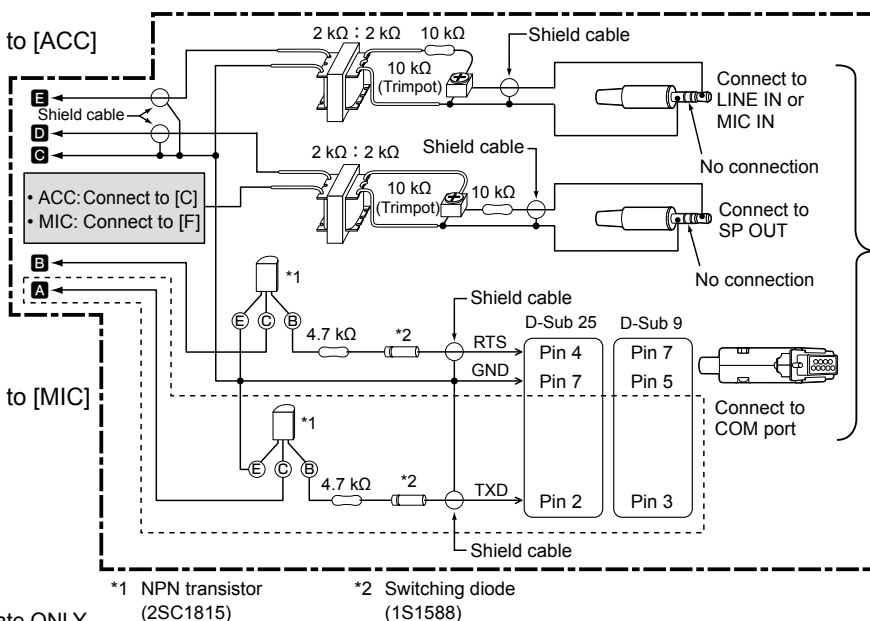 to [ACC]
2 kΩ : 2 kΩ
10 kΩ
Shield cable
10 kΩ
(Trimpot)
Connect to
LINE IN or
MIC IN
No connection
E
Shield cable
D
C
2 kΩ : 2 kΩ
Shield cable
10 kΩ
(Trimpot)
10 kΩ
Connect to
SP OUT
No connection
• ACC: Connect to [C]
• MIC: Connect to [F]
B
A
*1
E
C
B
4.7 kΩ
*2
Shield cable
RTS
GND
D-Sub 25
D-Sub 9
Pin 4
Pin 7
Pin 7
Pin 5
Connect to
COM port
to [MIC]
*1
E
C
B
4.7 kΩ
*2
TXD
Pin 2
Pin 3
Shield cable
*1 NPN transistor
(2SC1815)
*2 Switching diode
(1S1588)
ONLY